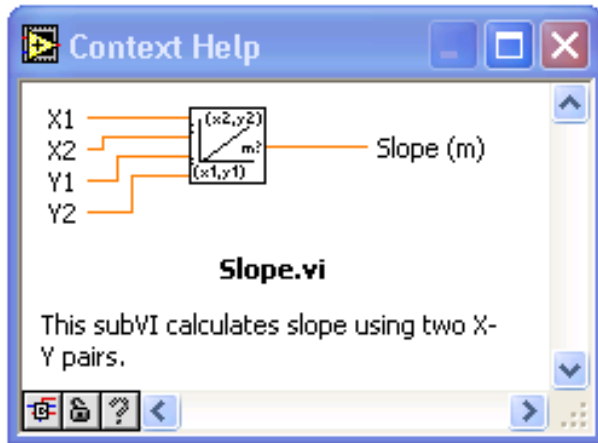 Context Help
X1
X2
Y1
Y2
(x2,y2)
m?
(x1,y1)
Slope (m)
Slope.vi
This subVI calculates slope using two X-
Y pairs.
?